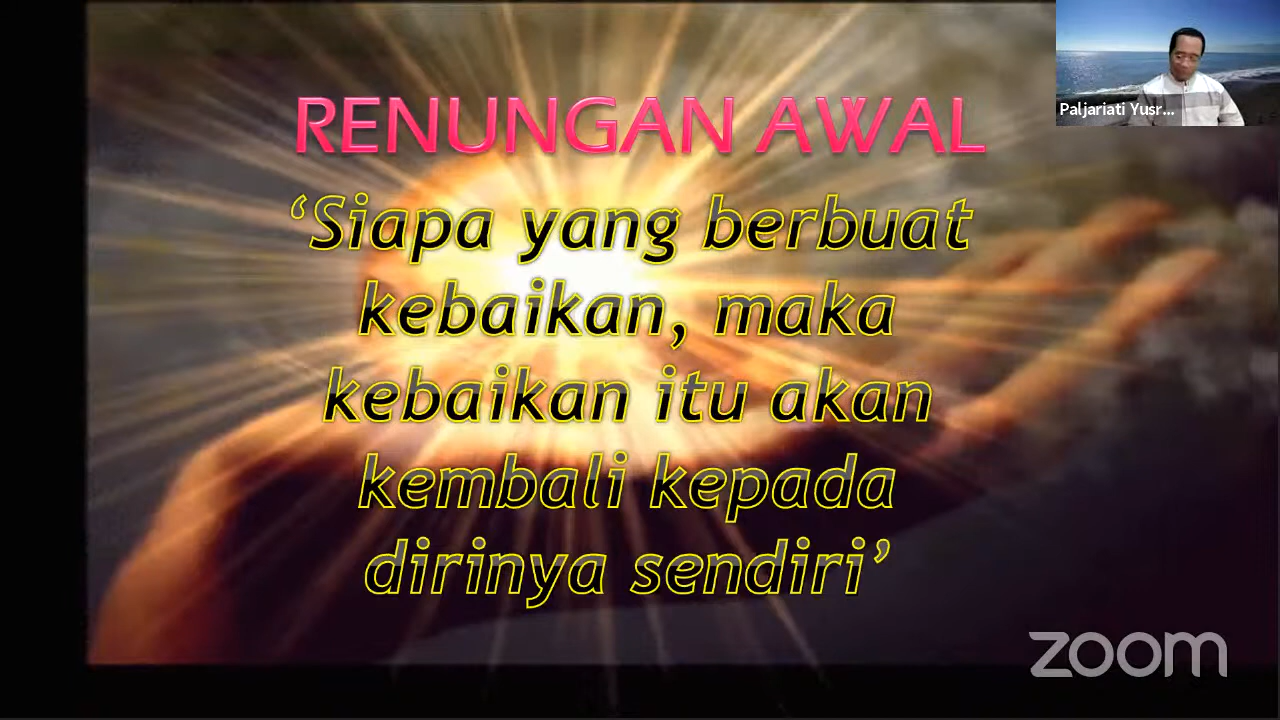 RENUNGAN AWAL
Paljariati Yusr...
‘Siapa yang berbuat
kebaikan, maka
kebaikan itu akan
kembali kepada
dirinya sendiri’
zoom